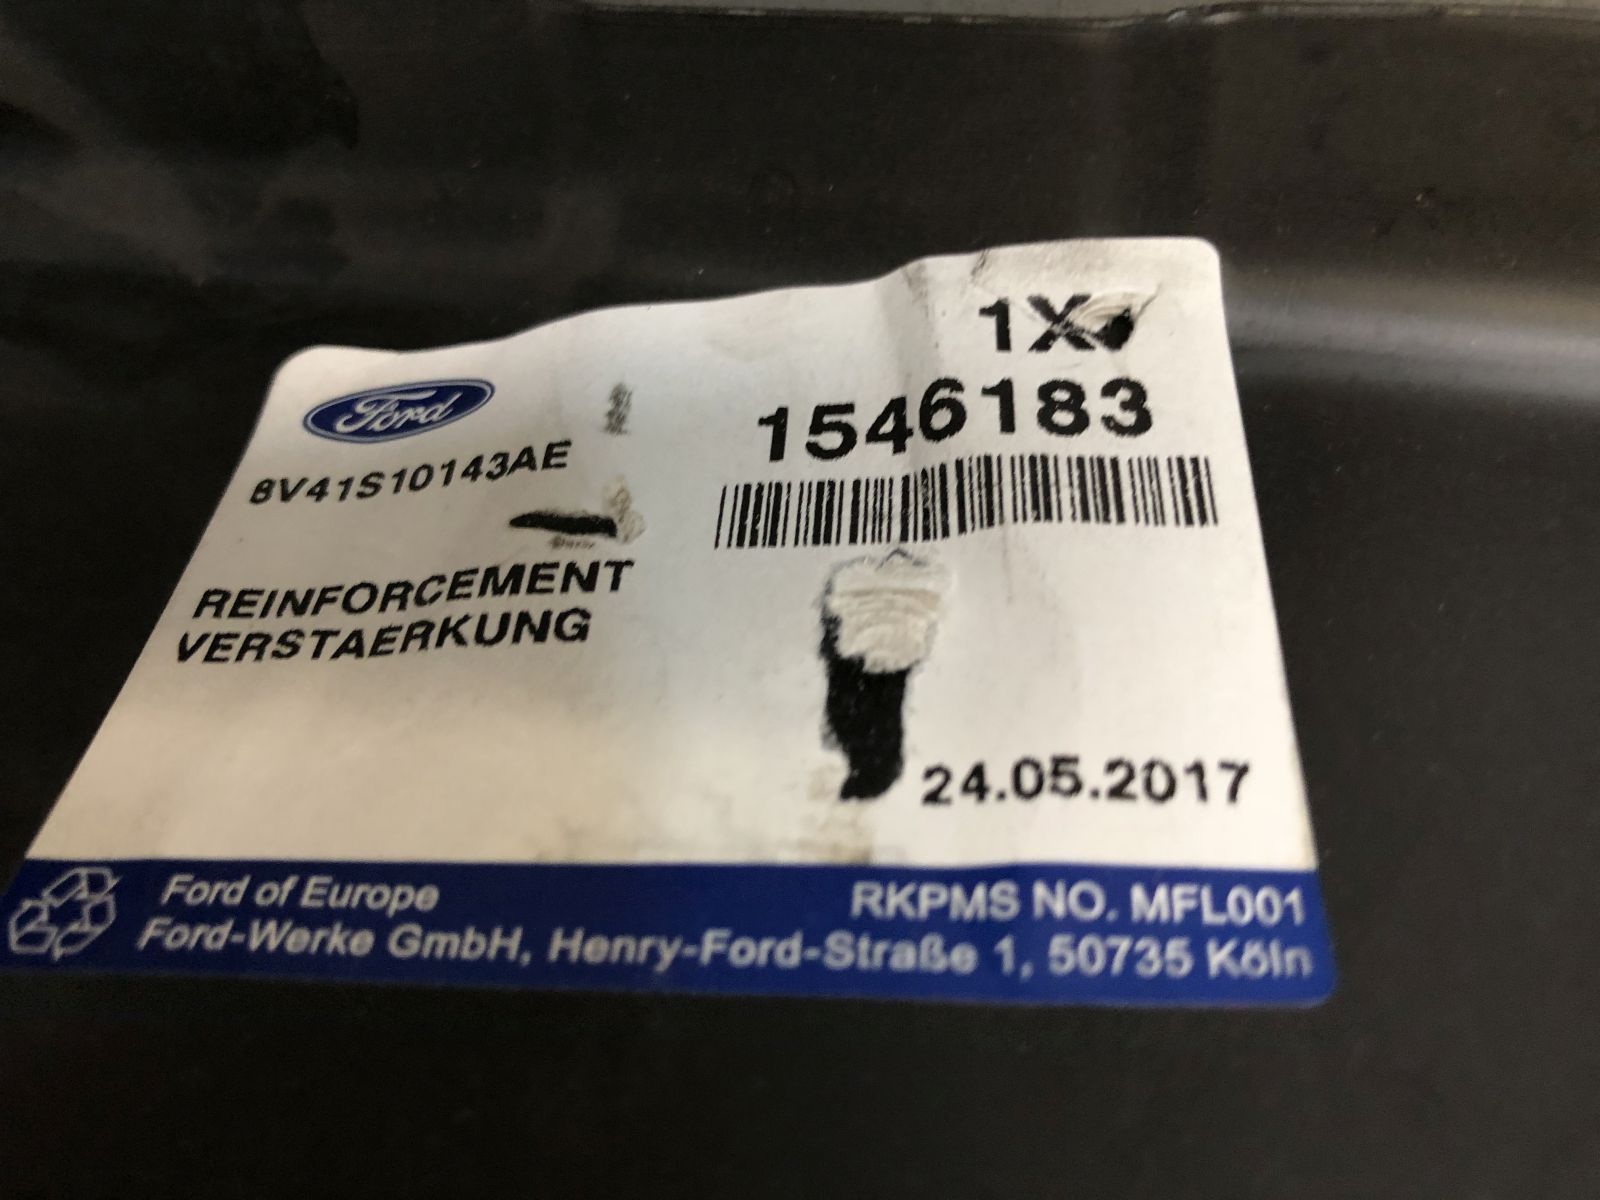 1X
Ford
1546183
8V41S10143AE
REINFORCEMENT
VERSTAERKUNG
24.05.2017
Ford of Europe
RKPMS NO. MFL001
Ford-Werke GmbH, Henry-Ford-Straße 1, 50735 Köln